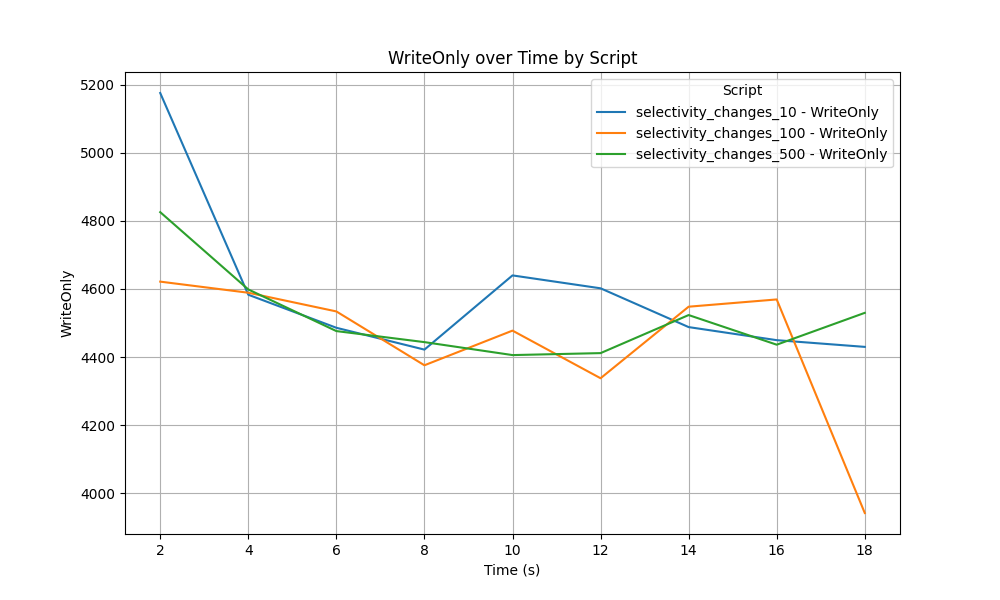 WriteOnly over Time by Script
Script
selectivity_changes_10 - WriteOnly
selectivity_changes_100 - WriteOnly
selectivity_changes_500 - WriteOnly
WriteOnly
5200
5000
4800
4600
4400
4200
4000
2 4 6 8 10 12 14 16 18
Time (s)